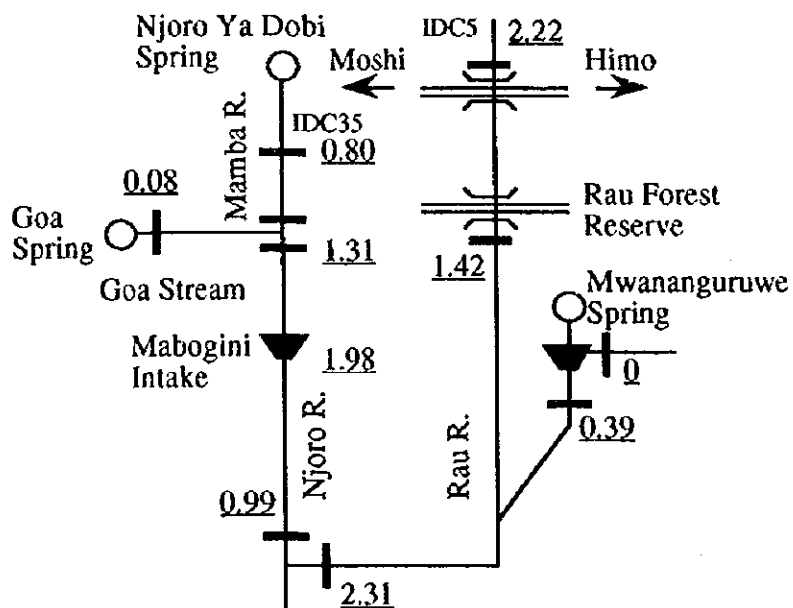 Njoro Ya Dobi
Spring
IDC5
2.22
Moshi
Himo
Mamba R.
IDC35
0.80
0.08
Goa
Spring
1.31
Goa Stream
Rau Forest
Reserve
1.42
Mwananguruwe
Spring
Mabogini
Intake
1.98
0
0.39
Njoro R.
Rau R.
0.99
2.31